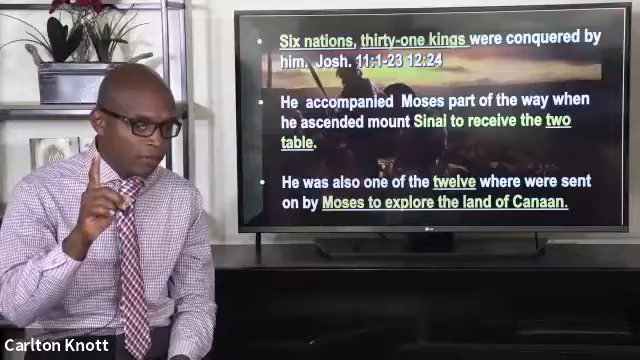 • Six nations, thirty-one kings were conquered by
him. Josh. 11:1-23 12:24
• He accompanied Moses part of the way when
he ascended mount Sinai to receive the two
table.
• He was also one of the twelve where were sent
on by Moses to explore the land of Canaan.
LG
Carlton Knott